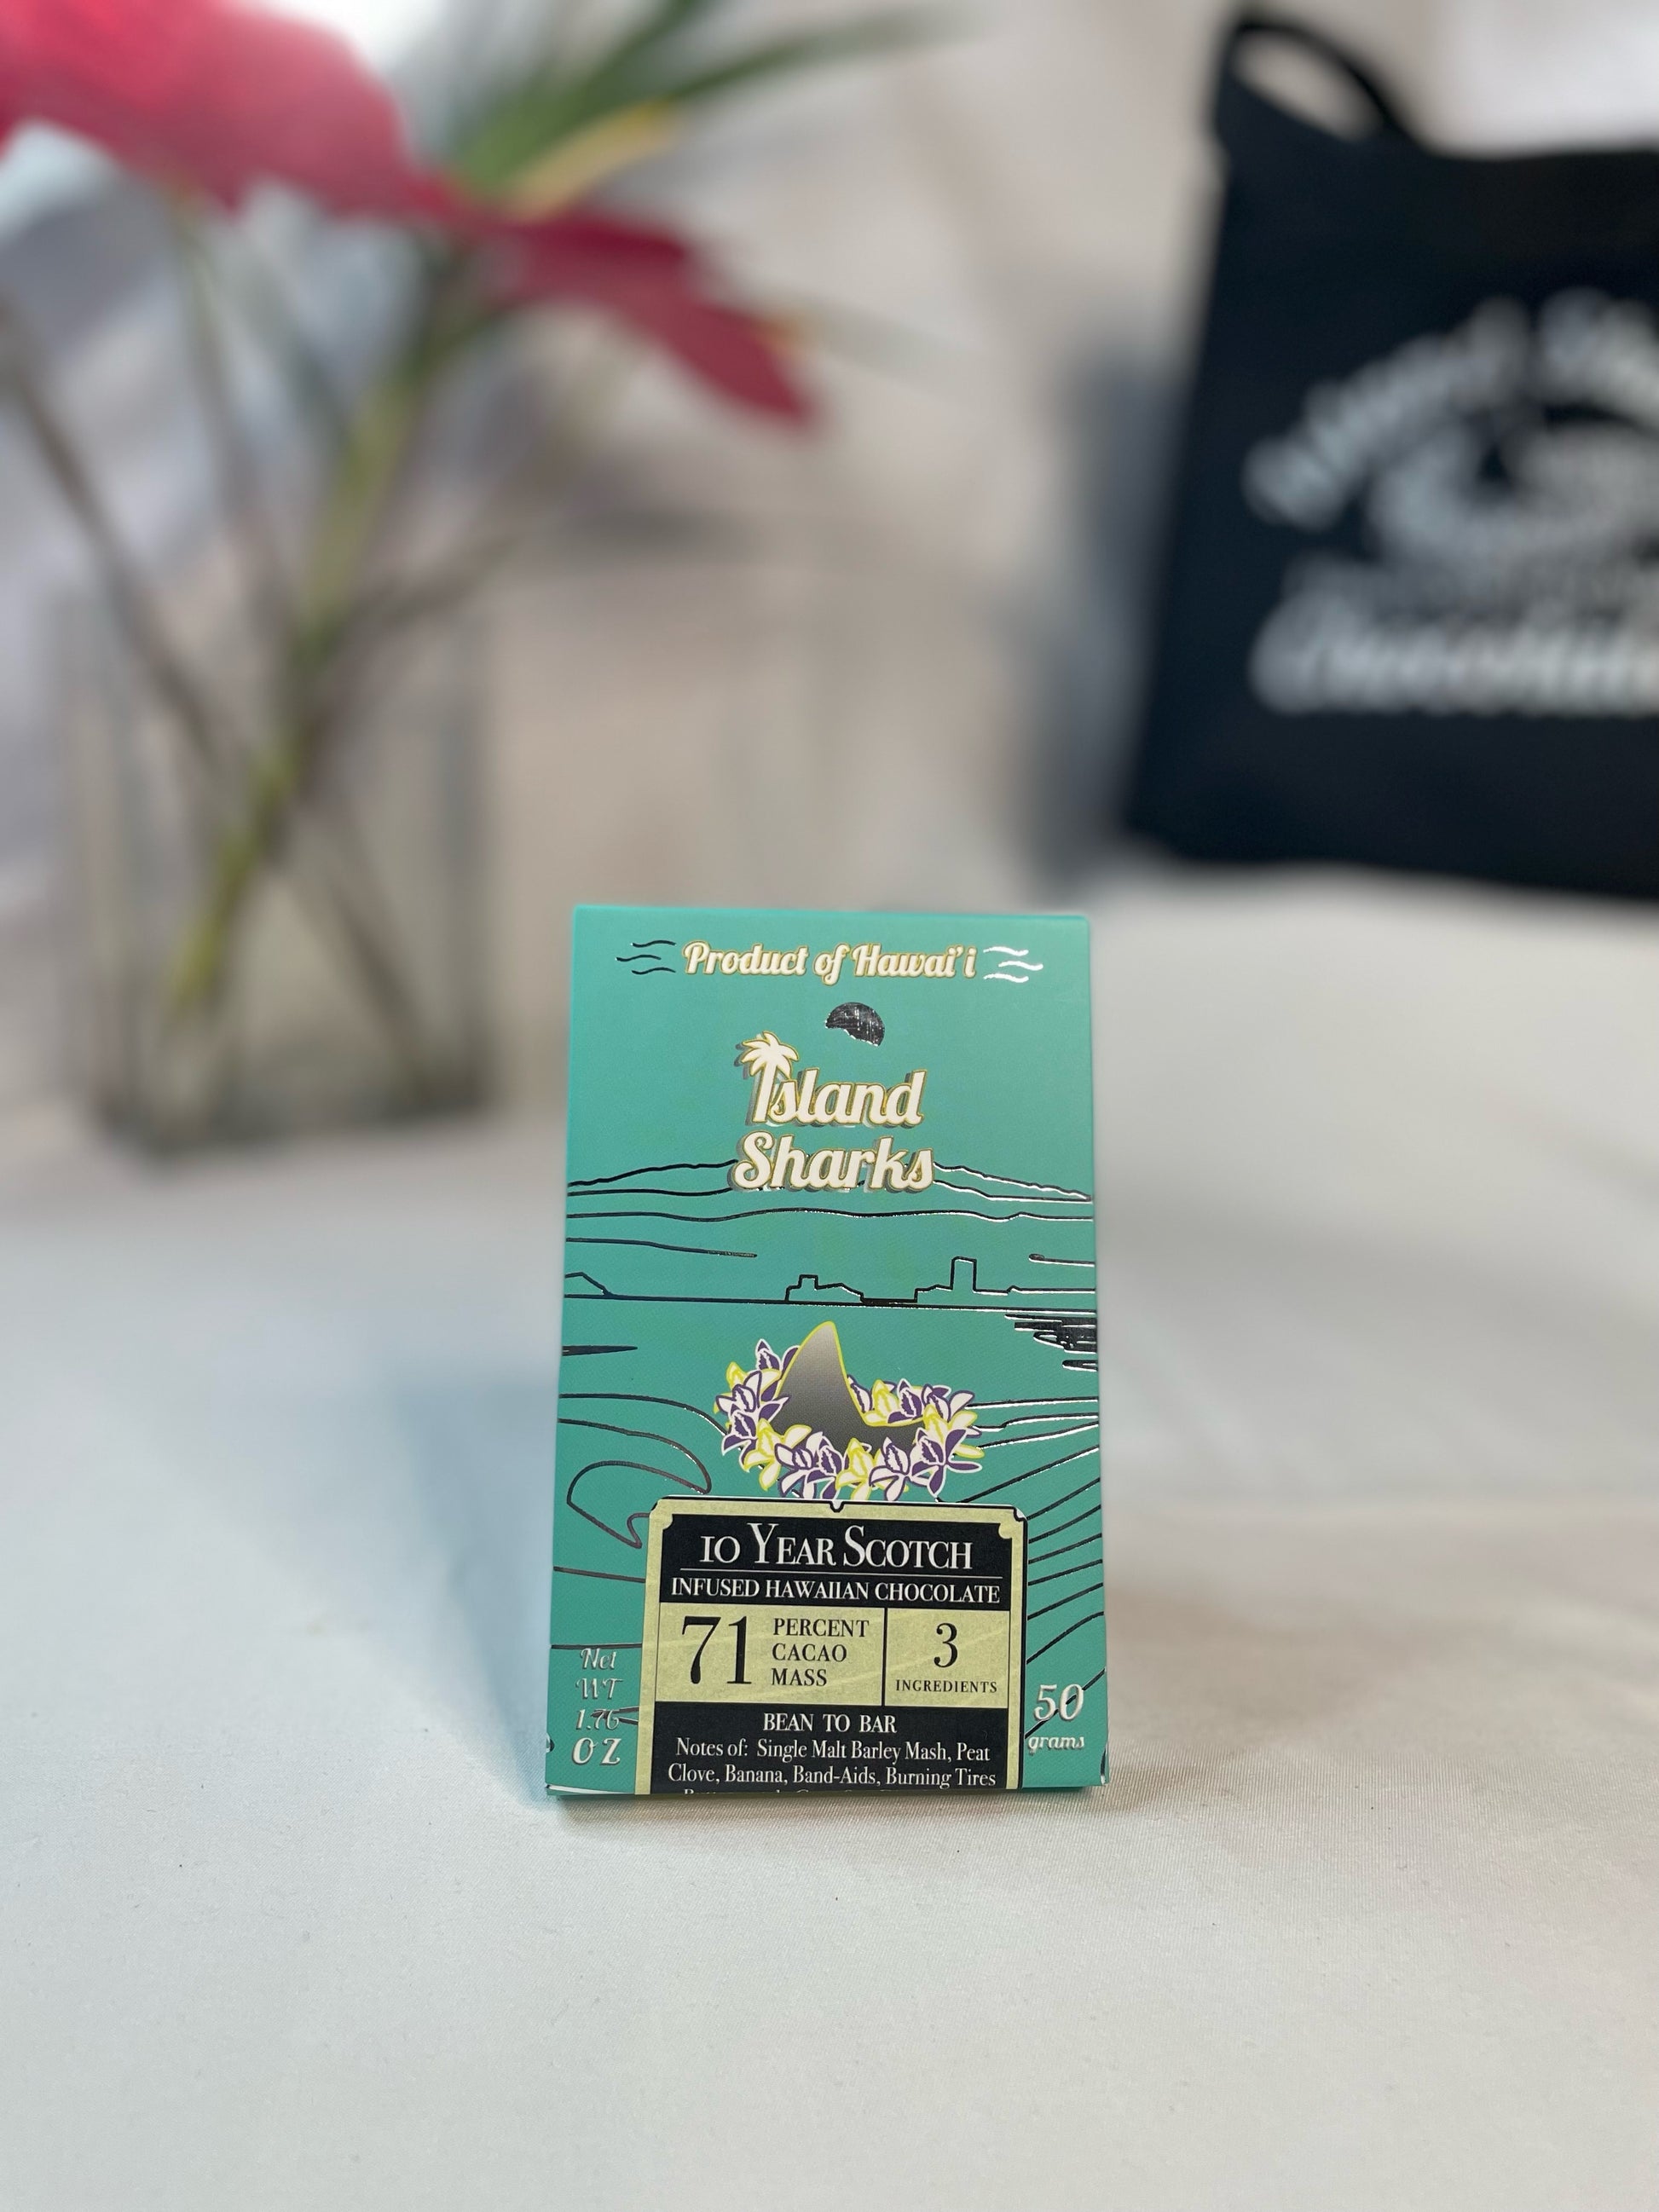 Product of Hawai'i
Island
Sharks
10 YEAR SCOTCH
INFUSED HAWAIIAN CHOCOLATE
71
PERCENT
CACAO
MASS
3
INGREDIENTS
Net
WT
1.76
OZ
50
grams
BEAN TO BAR
Notes of: Single Malt Barley Mash, Peat
Clove, Banana, Band-Aids, Burning Tires